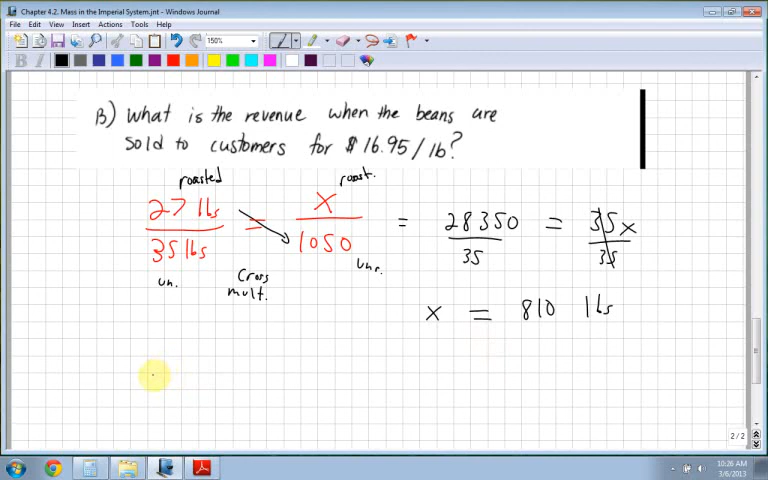 Chapter 4.2. Mass in the Imperial System.jnt - Windows Journal
File Edit View Insert Actions Tools Help
150%
B I
B) What is the revenue when the beans are
sold to customers for $16.95/lb?
roasted roast.
27 lbs = x = 28350 = 35x
35 lbs 1050 35 35
un. Cross mult. unr.
x = 810 lbs
2 / 2
10:26 AM
3/6/2013